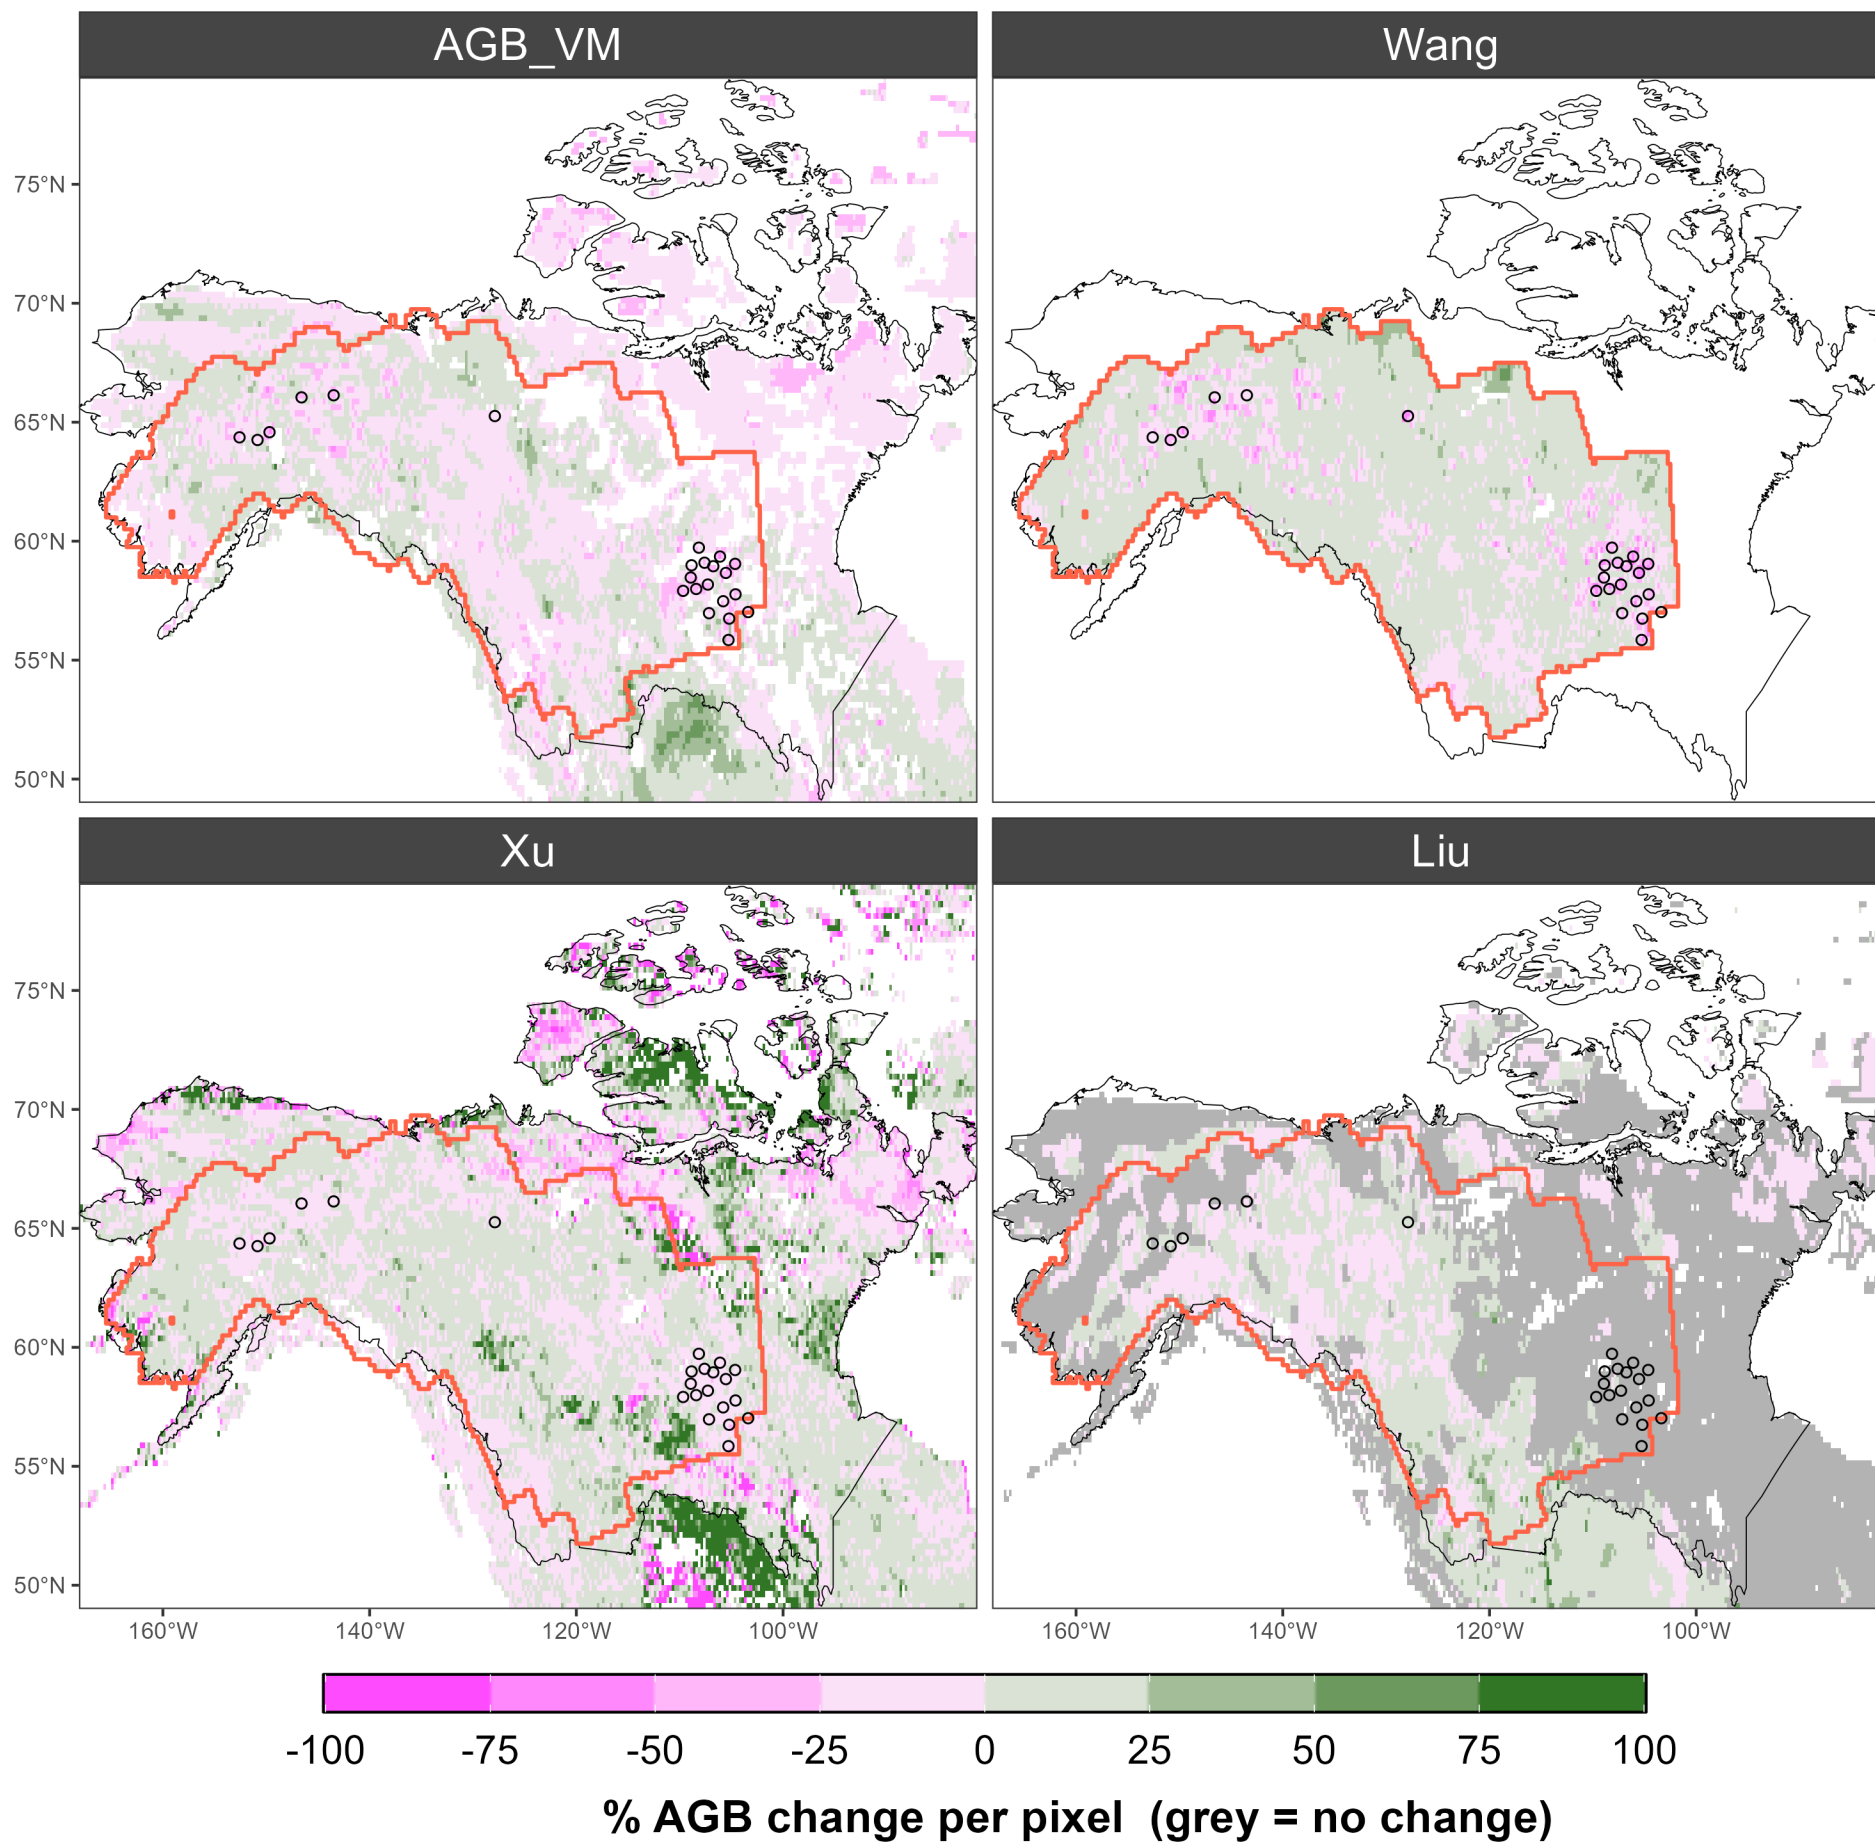 AGB_VM
Wang
75°N
70°N
65°N
60°N
55°N
50°N
Xu
Liu
75°N
70°N
65°N
60°N
55°N
50°N
160°W 140°W 120°W 100°W 160°W 140°W 120°W 100°W
-100 -75 -50 -25 0 25 50 75 100
% AGB change per pixel (grey = no change)